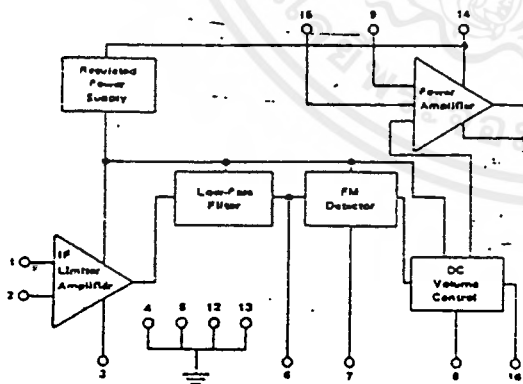 15 9 14
Regulated
Power
Supply
Power
Amplifier
Low-Pass
Filter
FM
Detector
IF
Limiter
Amplifier
1
2
DC
Volume
Control
4 5 12 13
3 6 7 8 16